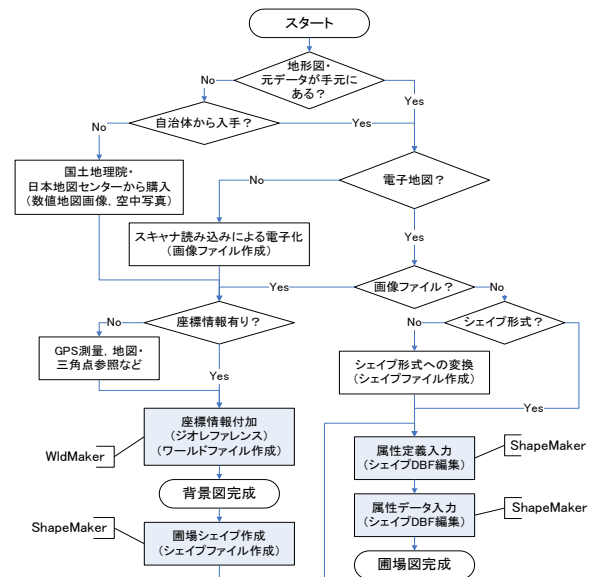 スタート
地形図・
元データが手元に
ある？
No
Yes
自治体から入手？
No
Yes
国土地理院・
日本地図センターから購入
(数値地図画像，空中写真)
電子地図？
No
Yes
スキャナ読み込みによる電子化
(画像ファイル作成)
画像ファイル？
Yes
No
座標情報有り？
No
Yes
シェイプ形式？
No
Yes
GPS測量，地図・
三角点参照など
シェイプ形式への変換
(シェイプファイル作成)
座標情報付加
(ジオレファレンス)
(ワールドファイル作成)
WldMaker
属性定義入力
(シェイプDBF編集)
ShapeMaker
背景図完成
属性データ入力
(シェイプDBF編集)
ShapeMaker
圃場シェイプ作成
(シェイプファイル作成)
ShapeMaker
圃場図完成